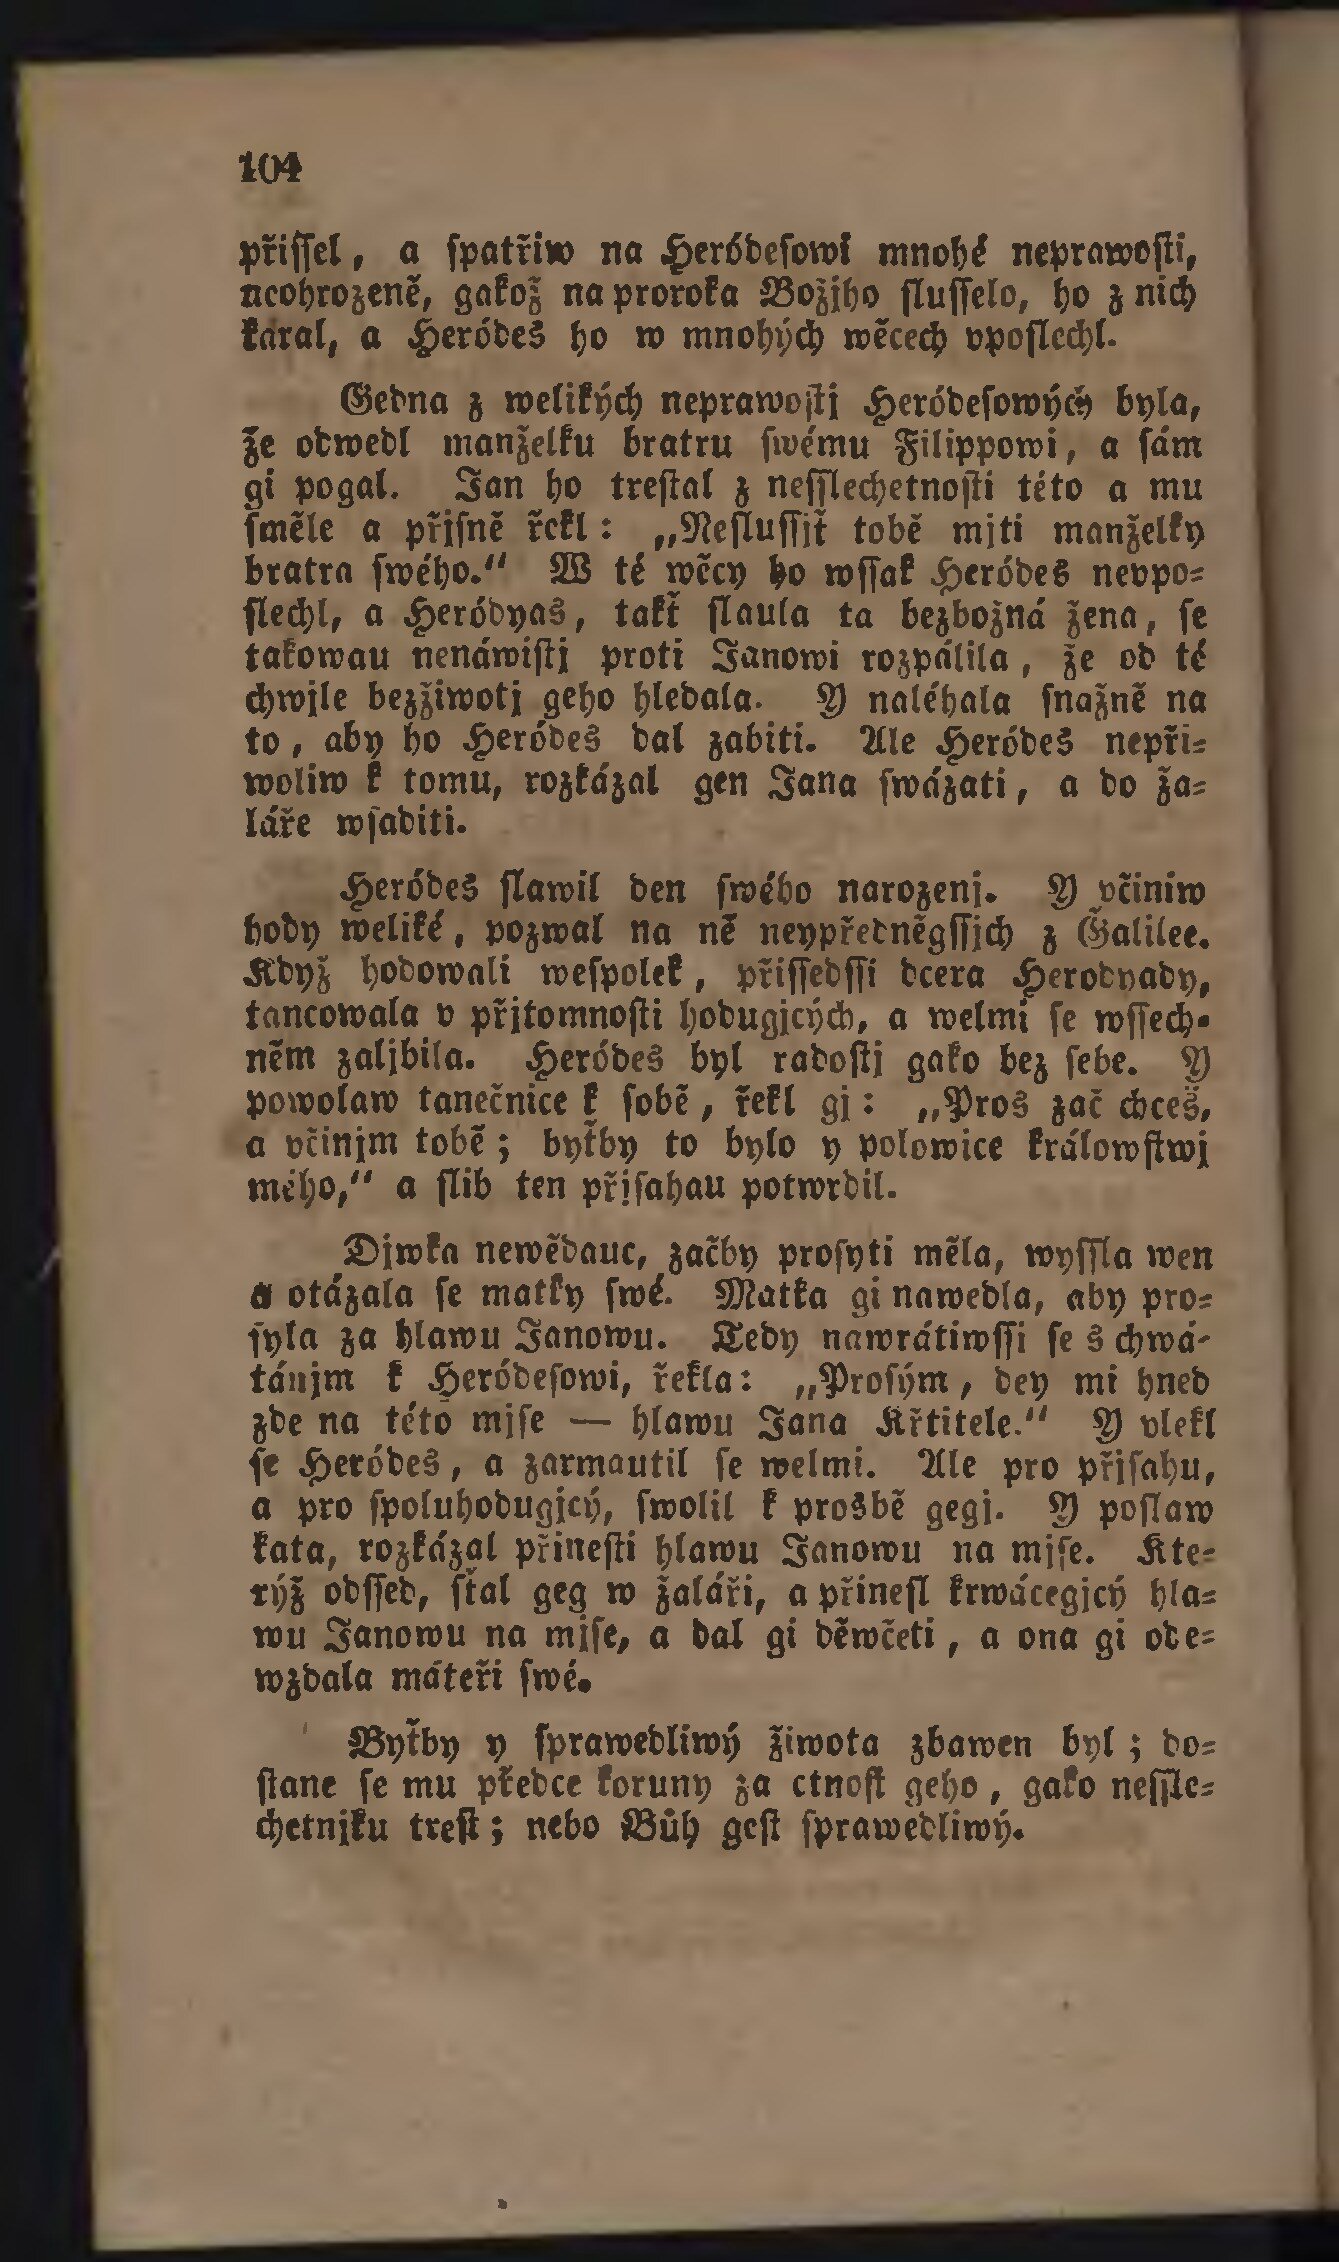 104
přiſſel, a ſpatřiw na Heródeſowi mnohé neprawoſti,
neohrozeně, gakož na proroka Božjho ſluſſelo, ho z nich
káral, a Heródes ho w mnohých wěcech vpoſlechl.
Gedna z welikých neprawoſtj Heródeſowých byla,
že odwedl manželku bratru ſwému Filippowi, a ſám
gi pogal. Jan ho treſtal z neſſlechetnoſti této a mu
ſměle a přjſně řekl: „Neſluſſjť tobě mjti manželky
bratra ſwého.“ W té wěcy ho wſſak Heródes nevpo-
ſlechl, a Heródyas, takť ſlaula ta bezbožná žena, ſe
takowau nenáwiſtj proti Janowi rozpálila, že od té
chwjle bezžiwotj geho hledala. Y naléhala ſnažně na
to, aby ho Heródes dal zabiti. Ale Heródes nepři-
woliw k tomu, rozkázal gen Jana ſwázati, a do ža-
láře wſaditi.
Heródes ſlawil den ſwého narozenj. Y včiniw
hody weliké, pozwal na ně neypředněgſſjch z Galilee.
Když hodowali weſpolek, přiſſedſſi dcera Herodyady,
tancowala v přjtomnoſti hodugjcých, a welmi ſe wſſech-
něm zaljbila. Heródes byl radoſtj gako bez ſebe. Y
powolaw tanečnice k ſobě, řekl gj: „Pros zač chceš,
a včinjm tobě; byťby to bylo y polowice králowſtwj
mého,“ a ſlib ten přjſahau potwrdil.
Djwka newědauc, začby proſyti měla, wyſſla wen
a otázala ſe matky ſwé. Matka gi nawedla, aby pro-
ſyla za hlawu Janowu. Tedy nawrátiwſſi ſe s chwá-
tánjm k Heródeſowi, řekla: „Proſým, dey mi hned
zde na této mjſe — hlawu Jana Křtitele.“ Y vlekl
ſe Heródes, a zarmautil ſe welmi. Ale pro přjſahu,
a pro ſpoluhodugjcý, ſwolil k prosbě gegj. Y poſlaw
kata, rozkázal přineſti hlawu Janowu na mjſe. Kte-
rýž odſſed, ſťal geg w žaláři, a přineſl krwácegjcý hla-
wu Janowu na mjſe, a dal gi děwčeti, a ona gi ode-
wzdala máteři ſwé.
Byťby y ſprawedliwý žiwota zbawen byl; do-
ſtane ſe mu předce koruny za ctnoſt geho, gako neſſle-
chetnjku treſt; nebo Bůh geſt ſprawedliwý.